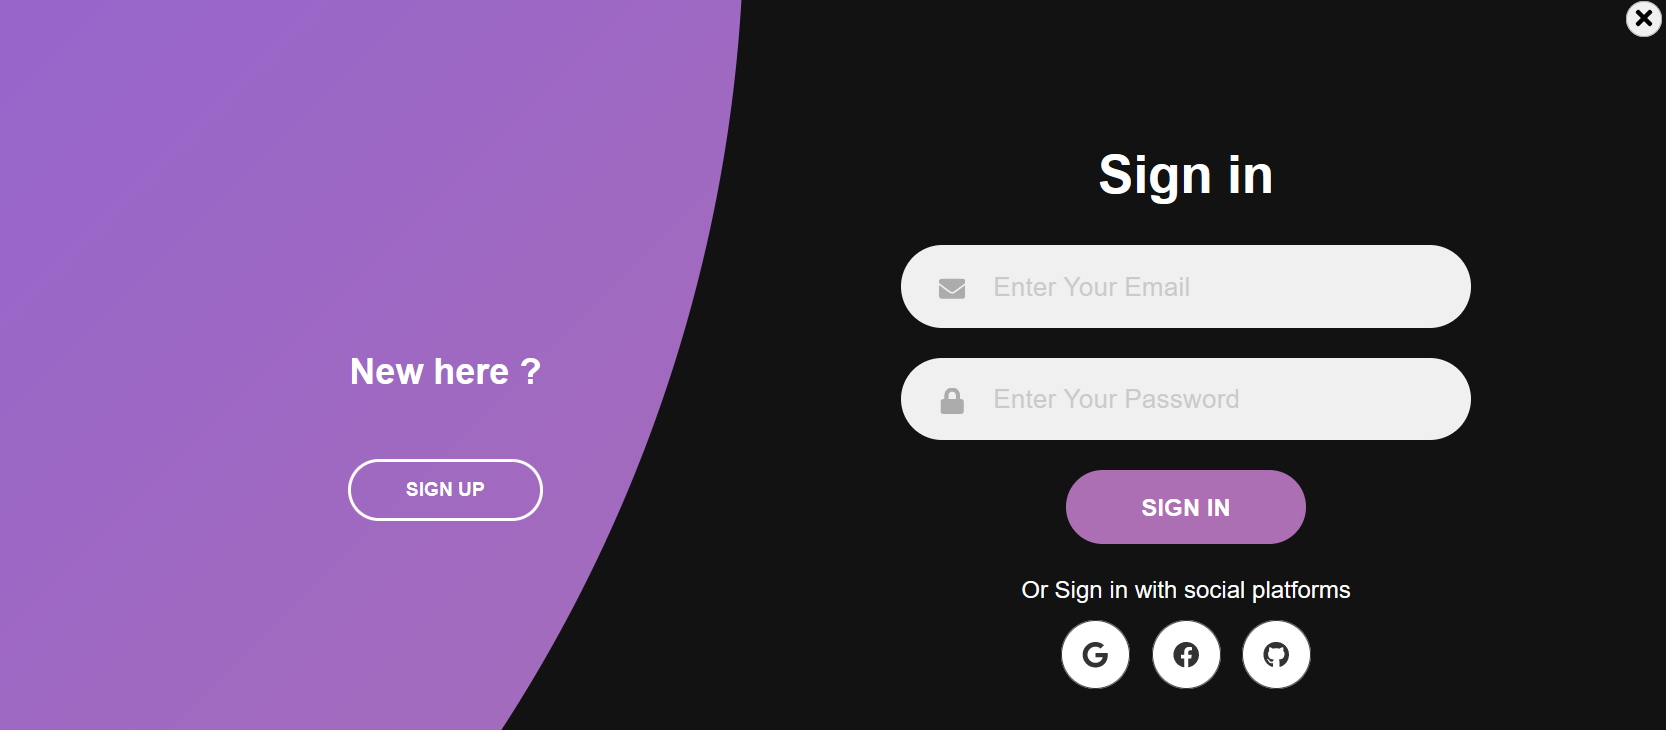 New here ?
SIGN UP
Sign in
Enter Your Email
Enter Your Password
SIGN IN
Or Sign in with social platforms